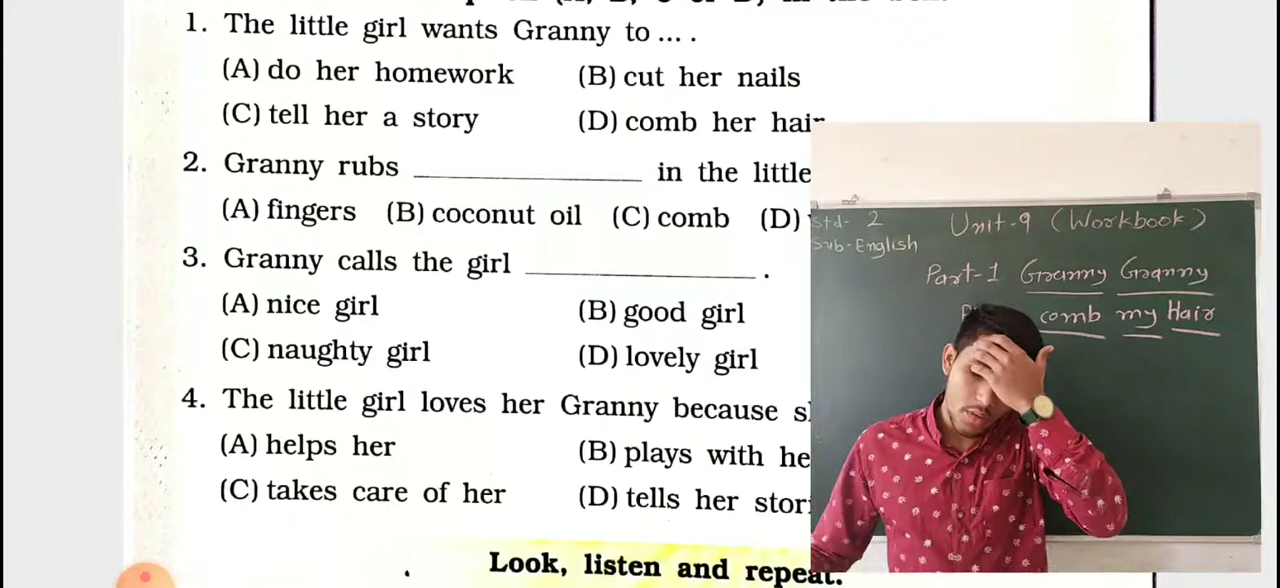 1. The little girl wants Granny to ... .
(A) do her homework (B) cut her nails
(C) tell her a story (D) comb her hair
2. Granny rubs ____________ in the little
(A) fingers (B) coconut oil (C) comb (D)
3. Granny calls the girl ____________ .
(A) nice girl (B) good girl
(C) naughty girl (D) lovely girl
4. The little girl loves her Granny because
(A) helps her (B) plays with
(C) takes care of her (D) tells her
Look, listen and repeat.
Std- 2 Unit-9 (Workbook)
Sub-English
Part-1 Granny Granny
comb my Hair